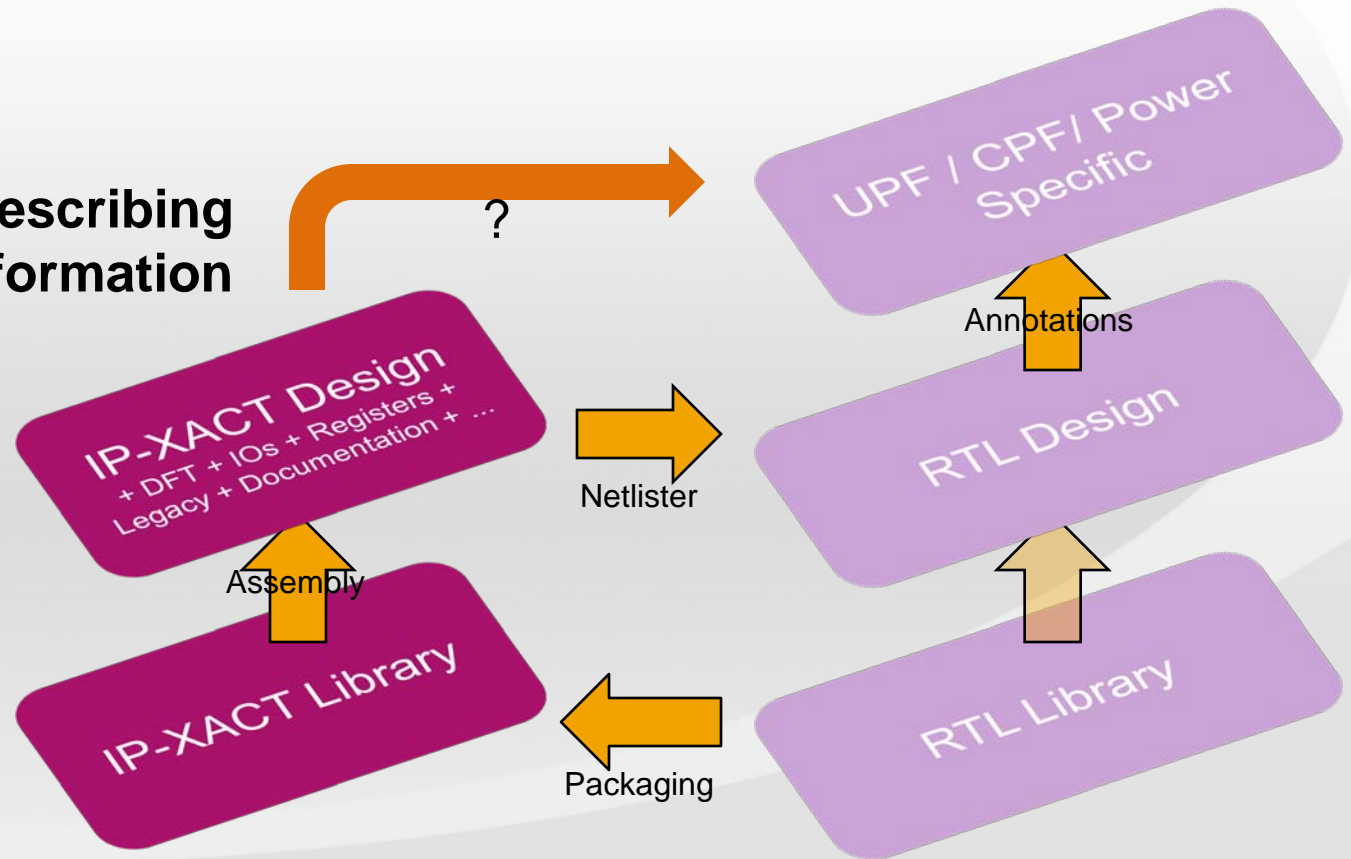 escribing
formation
?
UPF / CPF/ Power
Specific
Annotations
IP-XACT Design
+ DFT + IOs + Registers +
Legacy + Documentation + ...
Netlister
RTL Design
Assembly
IP-XACT Library
Packaging
RTL Library